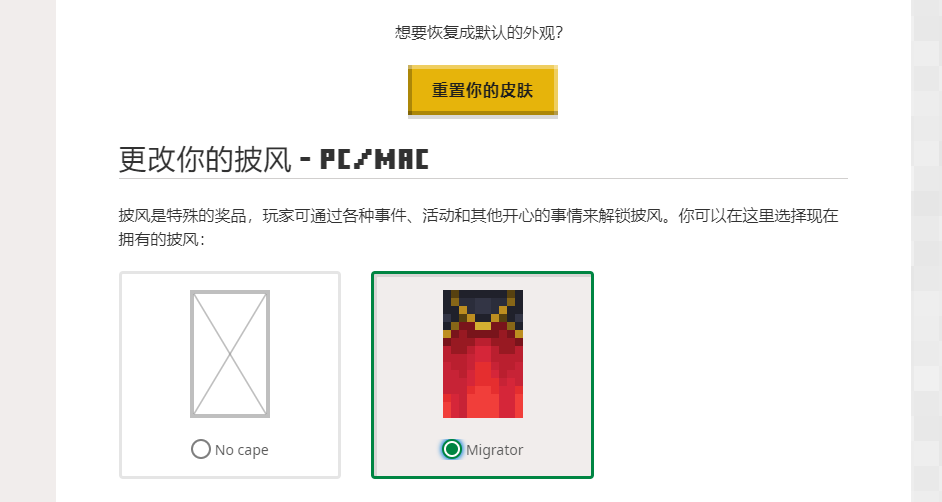 想要恢复成默认的外观？
重置你的皮肤
更改你的披风 - PC/MAC
披风是特殊的奖品，玩家可通过各种事件、活动和其他开心的事情来解锁披风。你可以在这里选择现在
拥有的披风：
No cape
Migrator